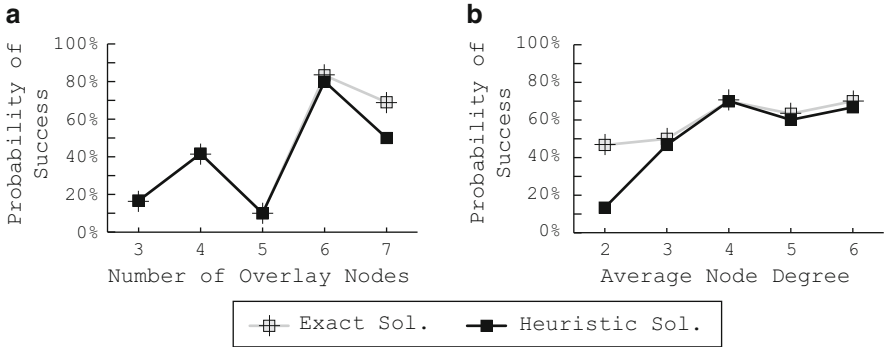 a
Probability of
Success
100%
80%
60%
40%
20%
0%
3 4 5 6 7
Number of Overlay Nodes
b
Probability of
Success
100%
80%
60%
40%
20%
0%
2 3 4 5 6
Average Node Degree
Exact Sol. Heuristic Sol.